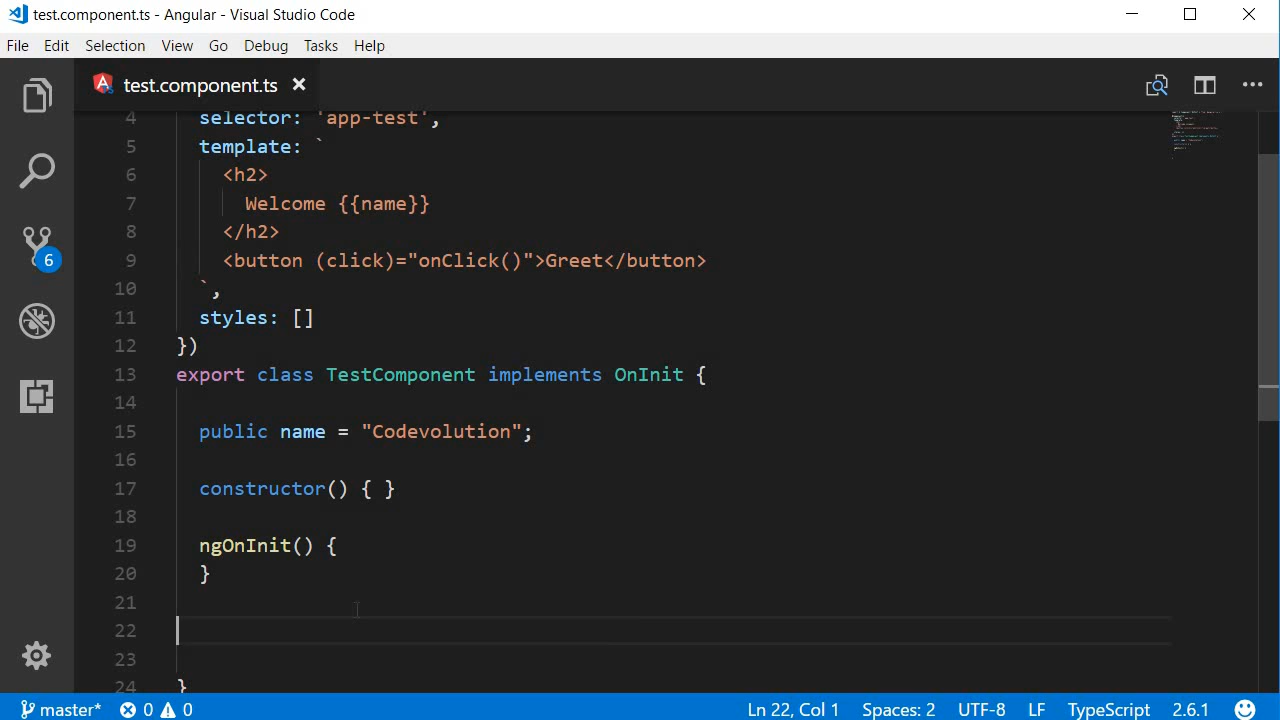 test.component.ts - Angular - Visual Studio Code
File Edit Selection View Go Debug Tasks Help
test.component.ts
4 selector: 'app-test',
5 template: `
6 <h2>
7 Welcome {{name}}
8 </h2>
9 <button (click)="onClick()">Greet</button>
10 `,
11 styles: []
12 })
13 export class TestComponent implements OnInit {
14
15 public name = "Codevolution";
16
17 constructor() { }
18
19 ngOnInit() {
20 }
21
22
23
24 }
6
master* 0 0 Ln 22, Col 1 Spaces: 2 UTF-8 LF TypeScript 2.6.1